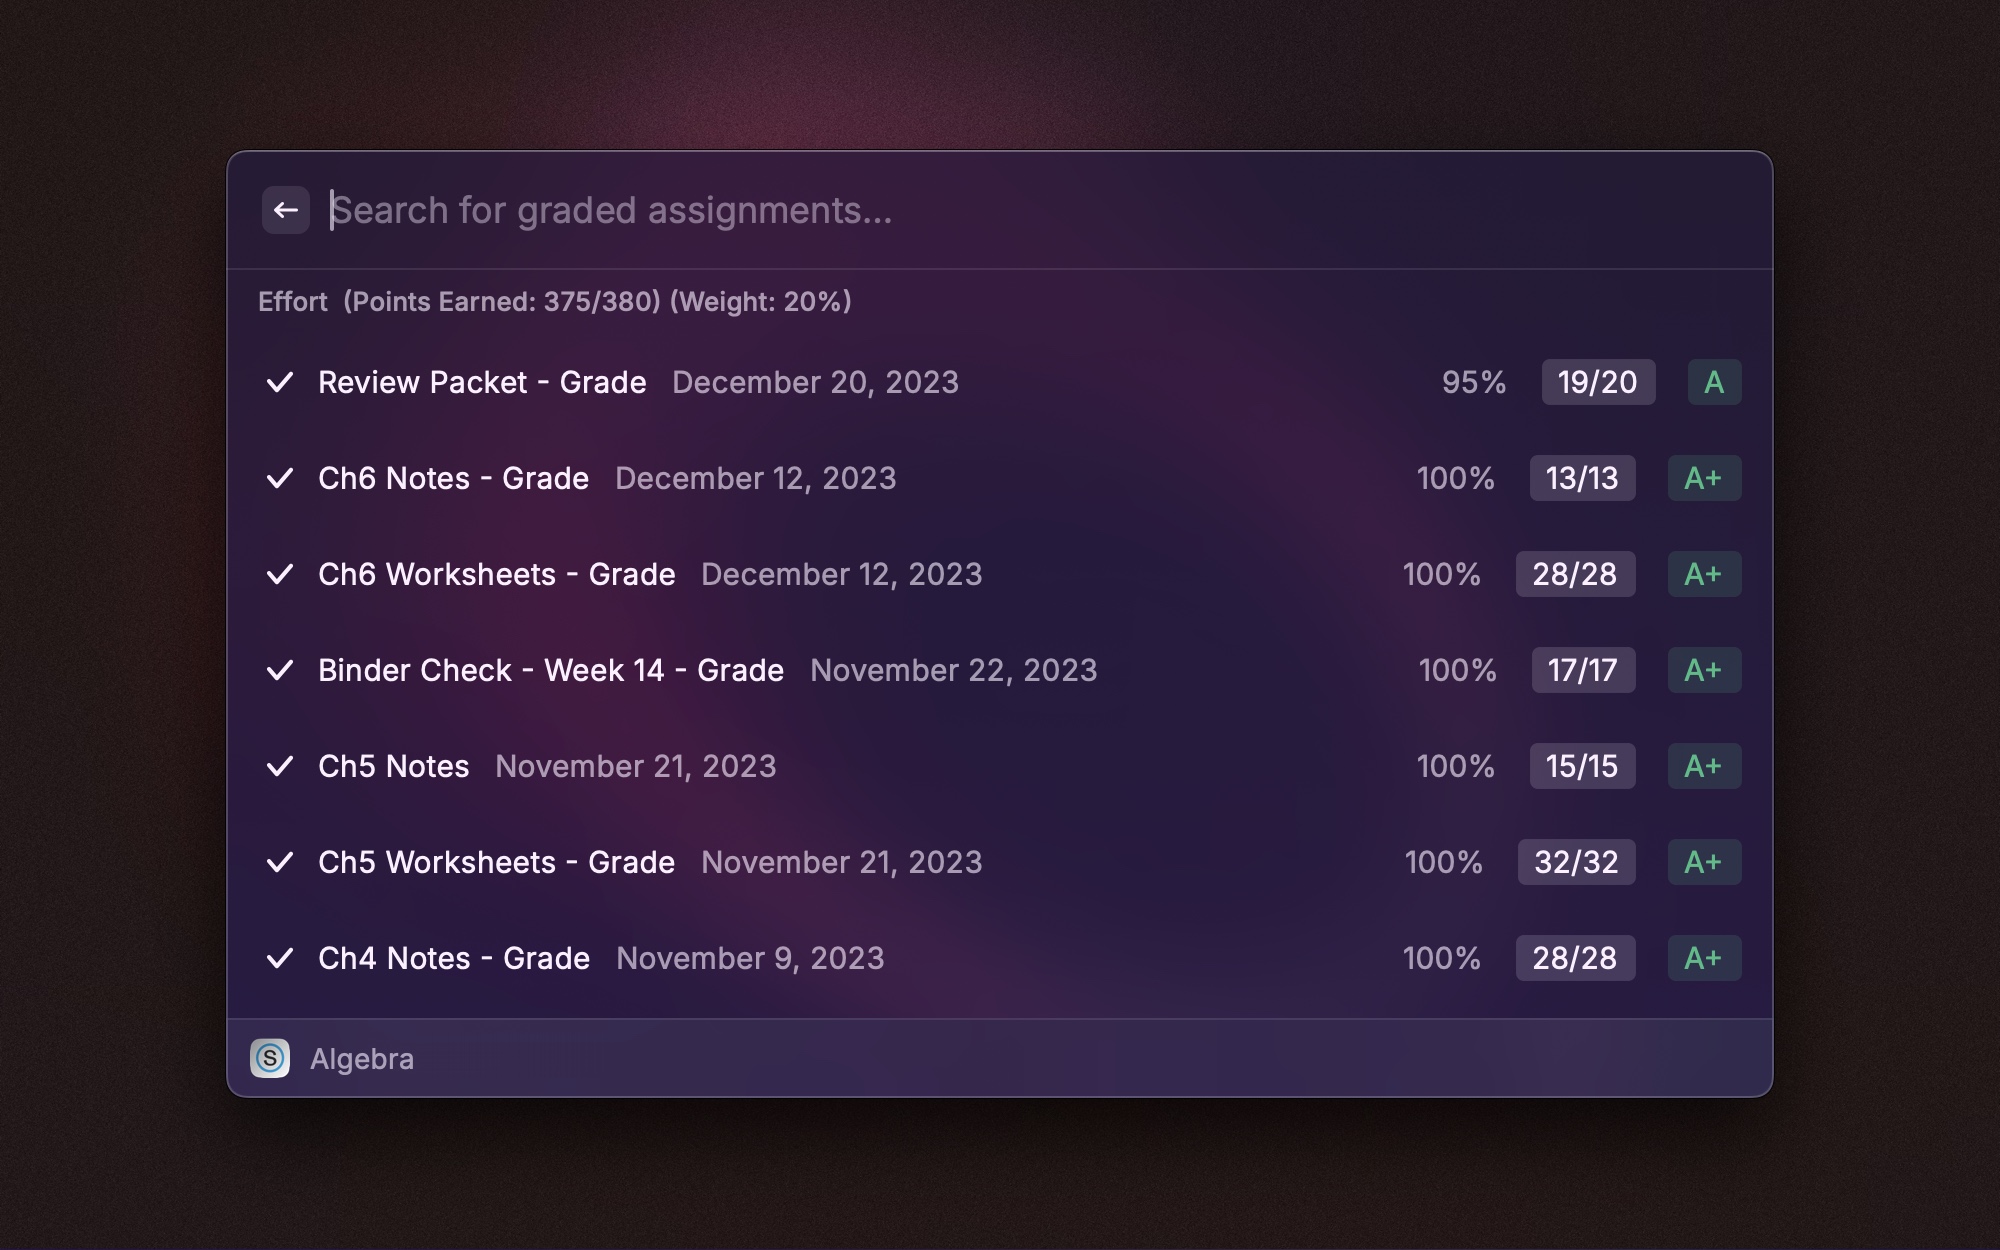 Search for graded assignments...
Effort (Points Earned: 375/380) (Weight: 20%)
Review Packet - Grade December 20, 2023 95% 19/20 A
Ch6 Notes - Grade December 12, 2023 100% 13/13 A+
Ch6 Worksheets - Grade December 12, 2023 100% 28/28 A+
Binder Check - Week 14 - Grade November 22, 2023 100% 17/17 A+
Ch5 Notes November 21, 2023 100% 15/15 A+
Ch5 Worksheets - Grade November 21, 2023 100% 32/32 A+
Ch4 Notes - Grade November 9, 2023 100% 28/28 A+
S Algebra